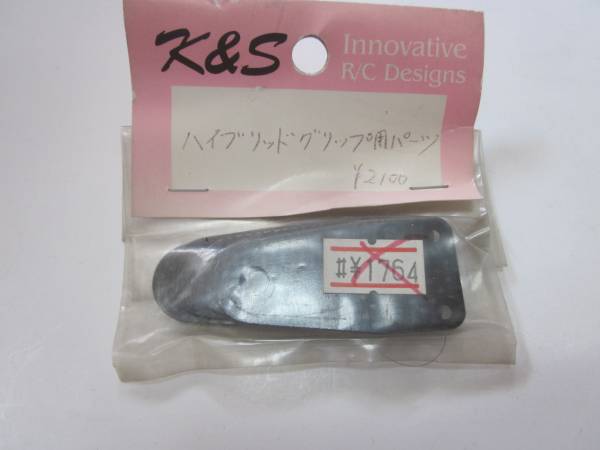 K&S
Innovative
R/C Designs
ハイブリッドグリップ用パーツ
¥2100
#¥1764